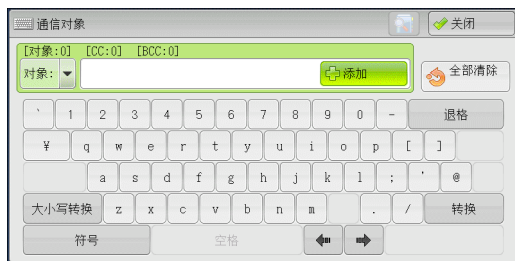 通信对象 关闭
[对象:0] [CC:0] [BCC:0]
对象: 添加 全部清除
` 1 2 3 4 5 6 7 8 9 0 - 退格
¥ q w e r t y u i o p [ ]
a s d f g h j k l ; ' @
大小写转换 z x c v b n m . / 转换
符号 空格